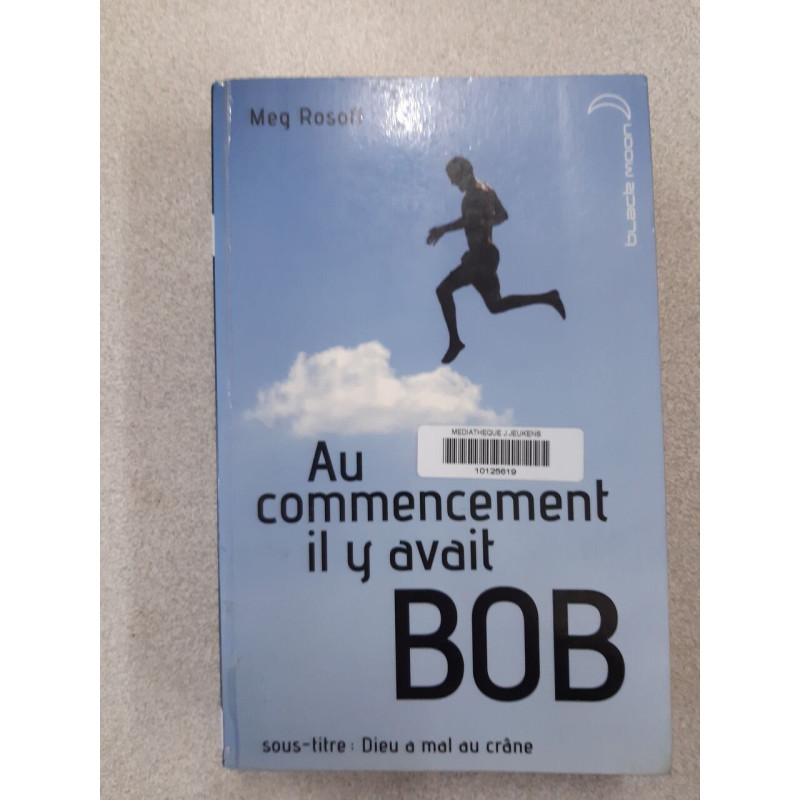 Meg Rosoff
black moon
MEDIATHEQUE J.JEUKENS
10125619
Au
commencement
il y avait
BOB
sous-titre : Dieu a mal au crâne